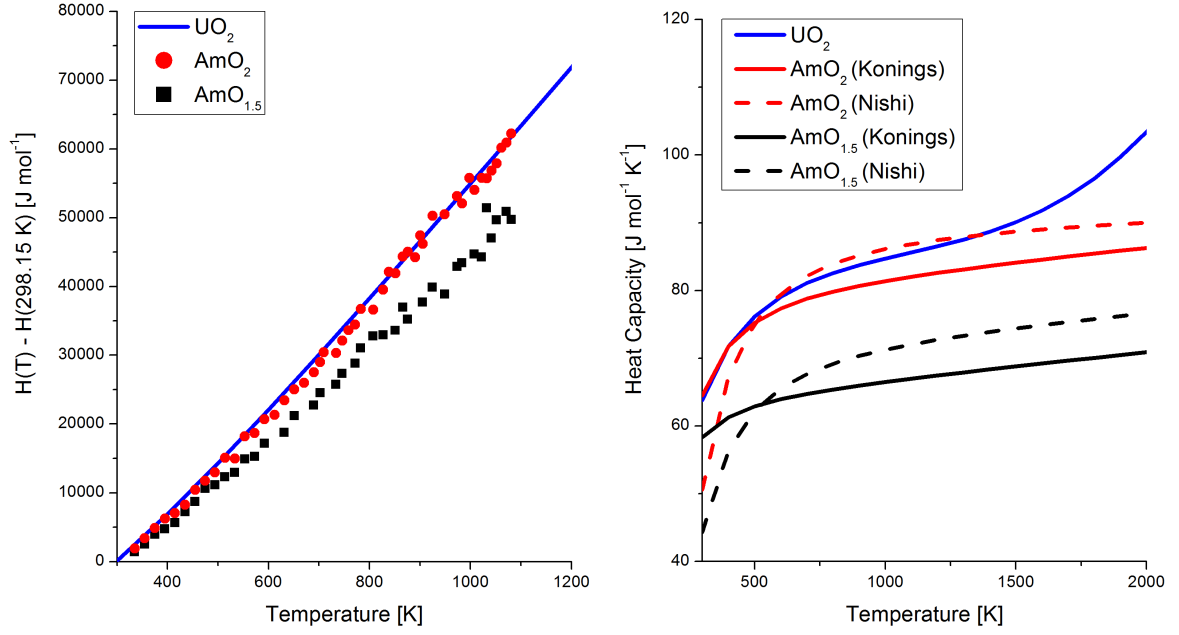 80000
70000
60000
50000
40000
30000
20000
10000
0
H(T) - H(298.15 K) [J mol⁻¹]
UO₂
AmO₂
AmO₁.₅
400
600
800
1000
1200
Temperature [K]
120
100
80
60
40
Heat Capacity [J mol⁻¹ K⁻¹]
UO₂
AmO₂ (Konings)
AmO₂ (Nishi)
AmO₁.₅ (Konings)
AmO₁.₅ (Nishi)
500
1000
1500
2000
Temperature [K]